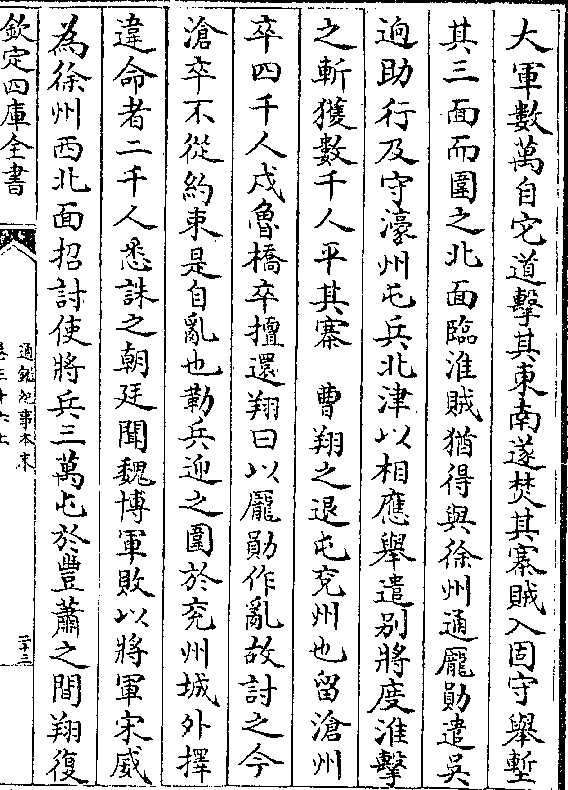 大軍數萬自宅道擊其東南遂焚其寨賊入固守舉塹
其三面而圍之北面臨淮賊猶得與徐州通龎勛遣吳
逈助行及守濠州屯兵北津以相應舉遣别將度淮擊
之斬獲數千人平其寨　曹翔之退屯兖州也留滄州
卒四千人戍魯橋卒擅還翔曰以龎勛作亂故討之今
滄卒不從約束是自亂也勒兵迎之圍於兖州城外擇
違命者二千人悉誅之朝廷聞魏博軍敗以將軍宋威
為徐州西北面招討使將兵三萬屯於豐蕭之間翔復
欽定四庫全書
通鑑紀事本末
二十三